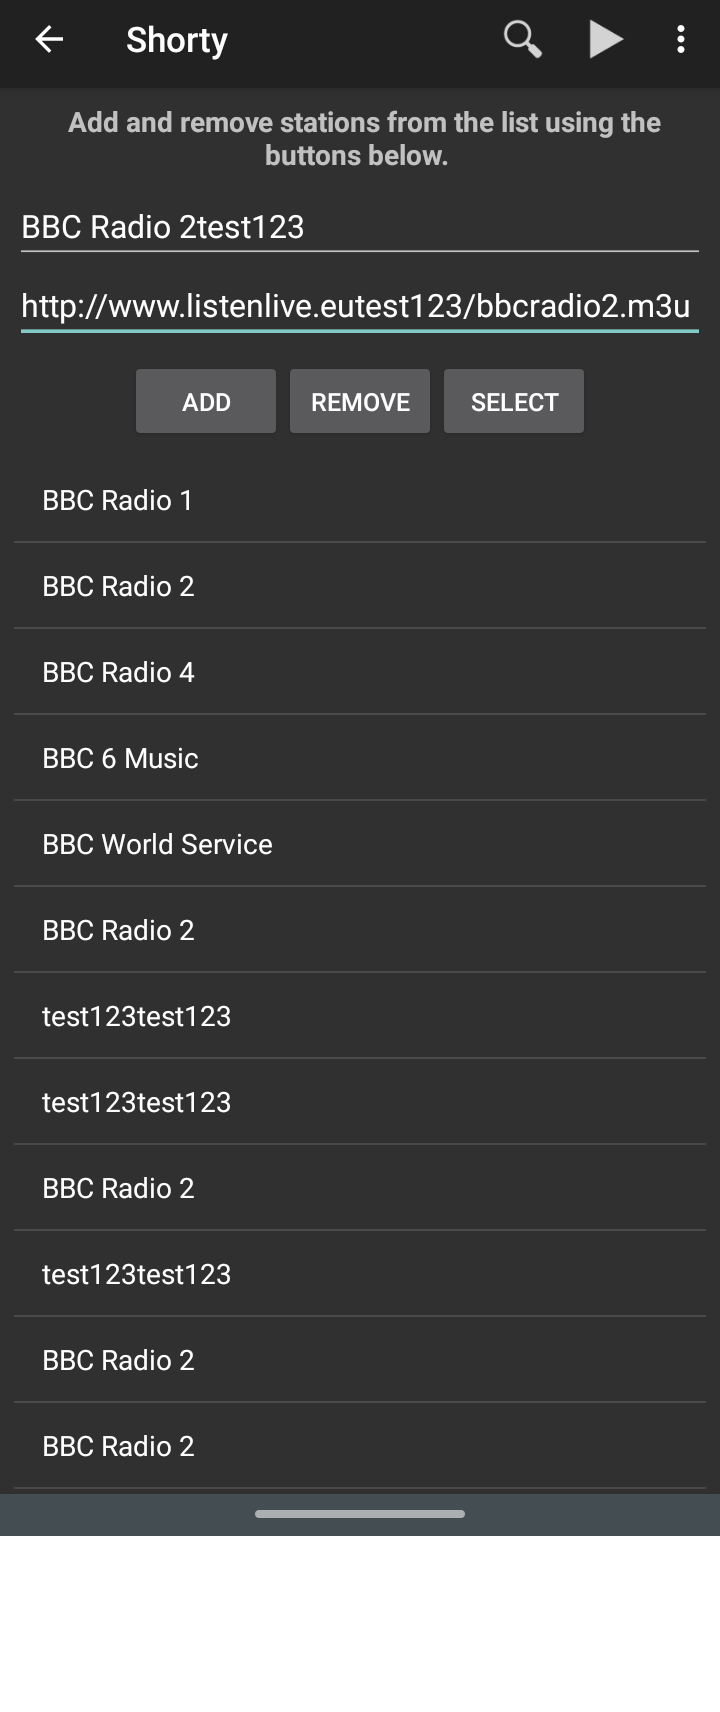 Shorty
Add and remove stations from the list using the
buttons below.
BBC Radio 2test123
http://www.listenlive.eutest123/bbcradio2.m3u
ADD
REMOVE
SELECT
BBC Radio 1
BBC Radio 2
BBC Radio 4
BBC 6 Music
BBC World Service
BBC Radio 2
test123test123
test123test123
BBC Radio 2
test123test123
BBC Radio 2
BBC Radio 2